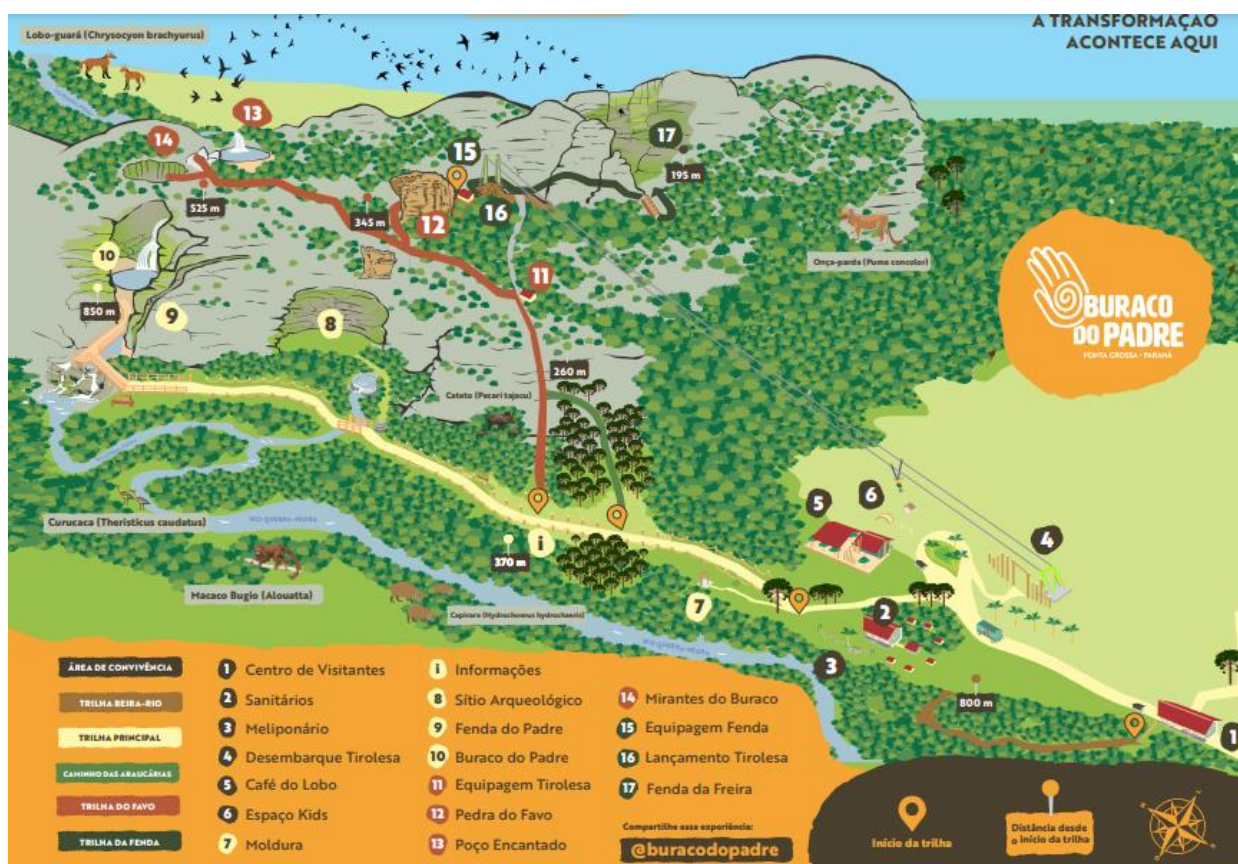 A TRANSFORMAÇÃO
ACONTECE AQUI
Lobo-guará (Chrysocyon brachyurus)
13
14
17
15
195 m
525 m
345 m
12
16
10
Onça-parda (Puma concolor)
11
BURACO
DO PADRE
PONTA GROSSA - PARANÁ
850 m
9
8
260 m
Cateto (Pecari tajacu)
5
6
Curucaca (Theristicus caudatus)
RIO QUEBRA-PERNA
i
4
370 m
Macaco Bugio (Alouatta)
Capivara (Hydrochoerus hydrochaeris)
7
2
3
800 m
1
ÁREA DE CONVIVÊNCIA
TRILHA BEIRA-RIO
TRILHA PRINCIPAL
CAMINHO DAS ARAUCÁRIAS
TRILHA DO FAVO
TRILHA DA FENDA
1 Centro de Visitantes
2 Sanitários
3 Meliponário
4 Desembarque Tirolesa
5 Café do Lobo
6 Espaço Kids
7 Moldura
i Informações
8 Sítio Arqueológico
9 Fenda do Padre
10 Buraco do Padre
11 Equipagem Tirolesa
12 Pedra do Favo
13 Poço Encantado
14 Mirantes do Buraco
15 Equipagem Fenda
16 Lançamento Tirolesa
17 Fenda da Freira
Compartilhe essa experiência:
@buracodopadre
Início da trilha
Distância desde
o início da trilha